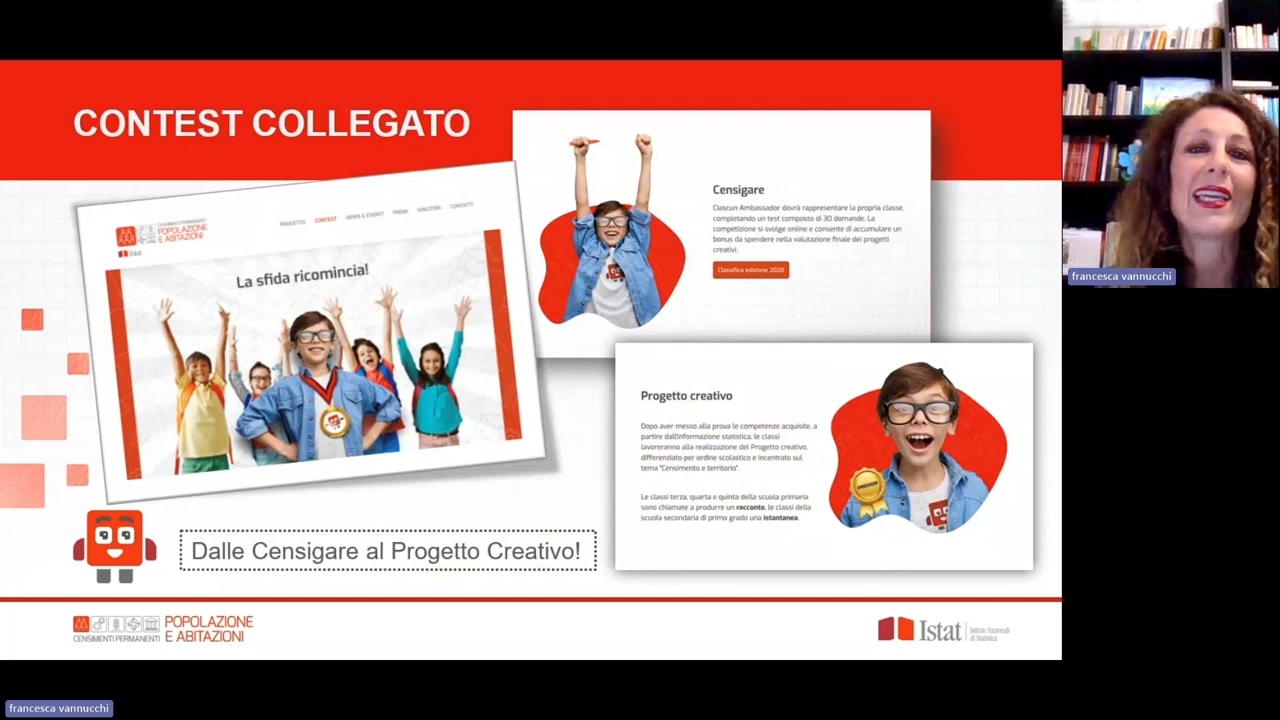 CONTEST COLLEGATO
CENSIMENTI PERMANENTI
POPOLAZIONE
E ABITAZIONI
Istat
PROGETTO CONTEST NEWS & EVENTI PREMI VINCITORI CONTATTI
La sfida ricomincia!
Censigare
Ciascun Ambassador dovrà rappresentare la propria classe,
completando un test composto di 30 domande. La
competizione si svolge online e consente di accumulare un
bonus da spendere nella valutazione finale dei progetti
creativi.
Classifica edizione 2020
Progetto creativo
Dopo aver messo alla prova le competenze acquisite, a
partire dall'informazione statistica, le classi
lavoreranno alla realizzazione del Progetto creativo,
differenziato per ordine scolastico e incentrato sul
tema "Censimento e territorio".
Le classi terza, quarta e quinta della scuola primaria
sono chiamate a produrre un racconto, le classi della
scuola secondaria di primo grado una istantanea.
Dalle Censigare al Progetto Creativo!
CENSIMENTI PERMANENTI
POPOLAZIONE
E ABITAZIONI
Istat
Istituto Nazionale
di Statistica
francesca vannucchi
francesca vannucchi